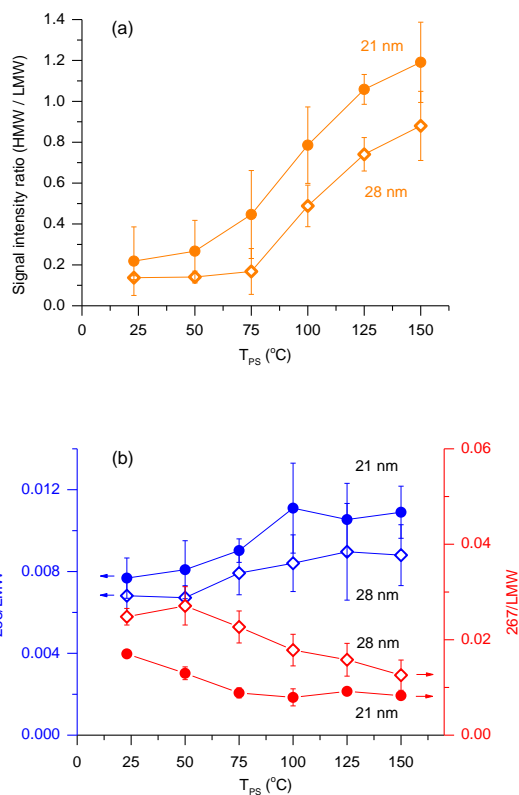 (a)
21 nm
28 nm
Signal intensity ratio (HMW / LMW)
1.4
1.2
1.0
0.8
0.6
0.4
0.2
0.0
0 25 50 75 100 125 150
T_PS (°C)
(b)
21 nm
28 nm
28 nm
21 nm
0.012
0.008
0.004
0.000
0.06
0.04
0.02
0.00
267/LMW
0 25 50 75 100 125 150
T_PS (°C)